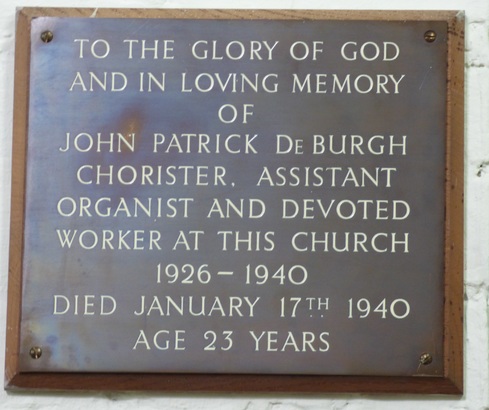 TO THE GLORY OF GOD
AND IN LOVING MEMORY
OF
JOHN PATRICK DE BURGH
CHORISTER, ASSISTANT
ORGANIST AND DEVOTED
WORKER AT THIS CHURCH
1926 – 1940
DIED JANUARY 17TH 1940
AGE 23 YEARS